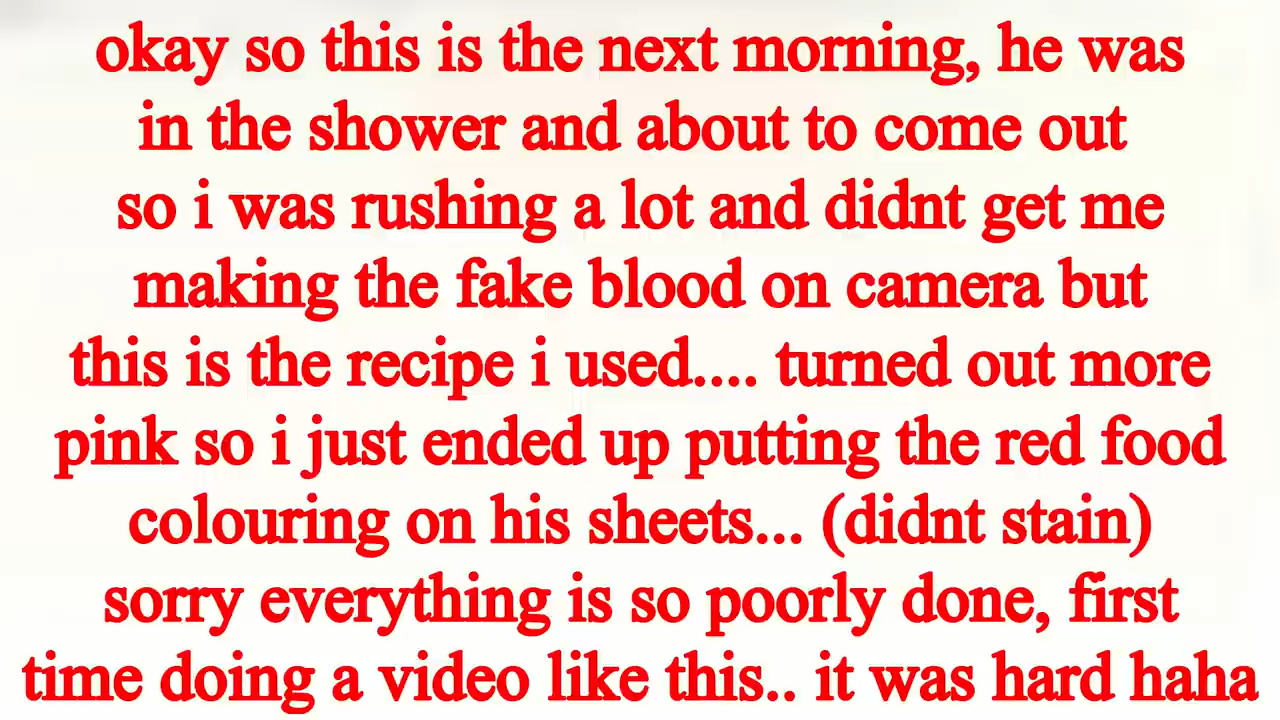 okay so this is the next morning, he was
in the shower and about to come out
so i was rushing a lot and didnt get me
making the fake blood on camera but
this is the recipe i used.... turned out more
pink so i just ended up putting the red food
colouring on his sheets... (didnt stain)
sorry everything is so poorly done, first
time doing a video like this.. it was hard haha